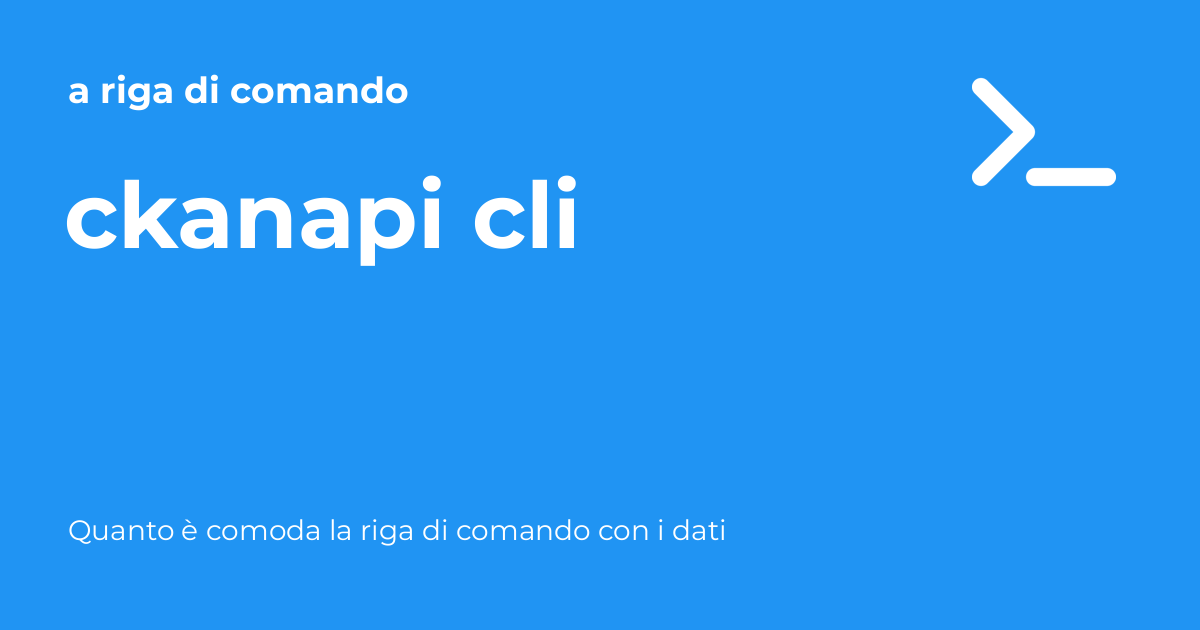 a riga di comando
ckanapi cli
Quanto è comoda la riga di comando con i dati